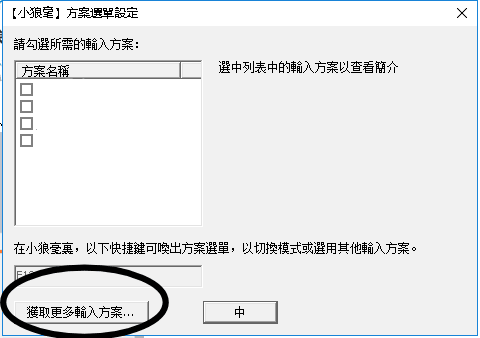 【小狼毫】方案選單設定
請勾選所需的輸入方案:
方案名稱
選中列表中的輸入方案以查看簡介
在小狼毫裏，以下快捷鍵可喚出方案選單，以切換模式或選用其他輸入方案。
獲取更多輸入方案...
中